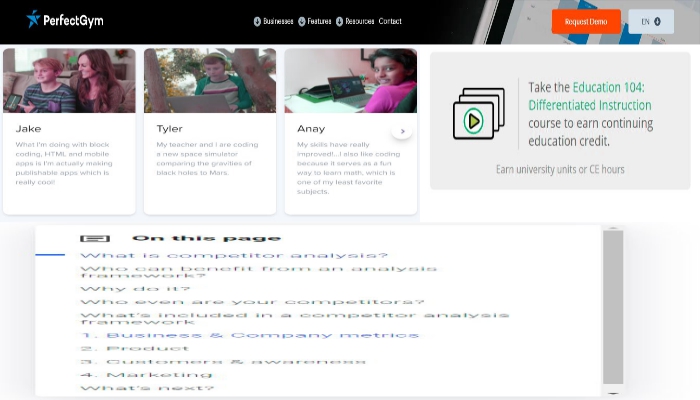 PerfectGym
Businesses Features Resources Contact
Request Demo
EN
Jake
What I'm doing with block
coding, HTML and mobile
apps is I'm actually making
publishable apps which is
really cool!
Tyler
My teacher and I are coding
a new space simulator
comparing the gravities of
black holes to Mars.
Anay
My skills have really
improved!...I also like coding
because it serves as a fun
way to learn math, which is
one of my least favorite
subjects.
Take the Education 104:
Differentiated Instruction
course to earn continuing
education credit.
Earn university units or CE hours
On this page
What is competitor analysis?
Who can benefit from an analysis
framework?
Why do it?
Who even are your competitors?
What's included in a competitor analysis
framework
1. Business & Company metrics
2. Product
3. Customers & awareness
4. Marketing
What's next?